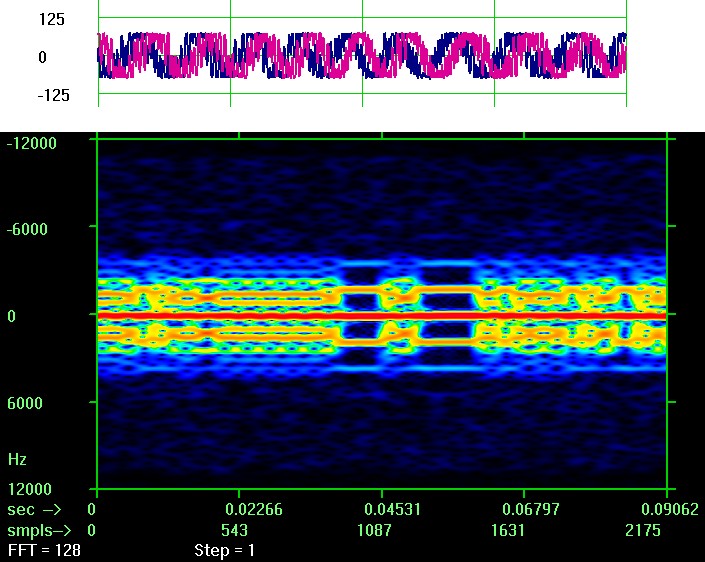 125
0
-125
-12000
-6000
0
6000
Hz
12000
sec --> 0 0.02266 0.04531 0.06797 0.09062
smpls--> 0 543 1087 1631 2175
FFT = 128 Step = 1